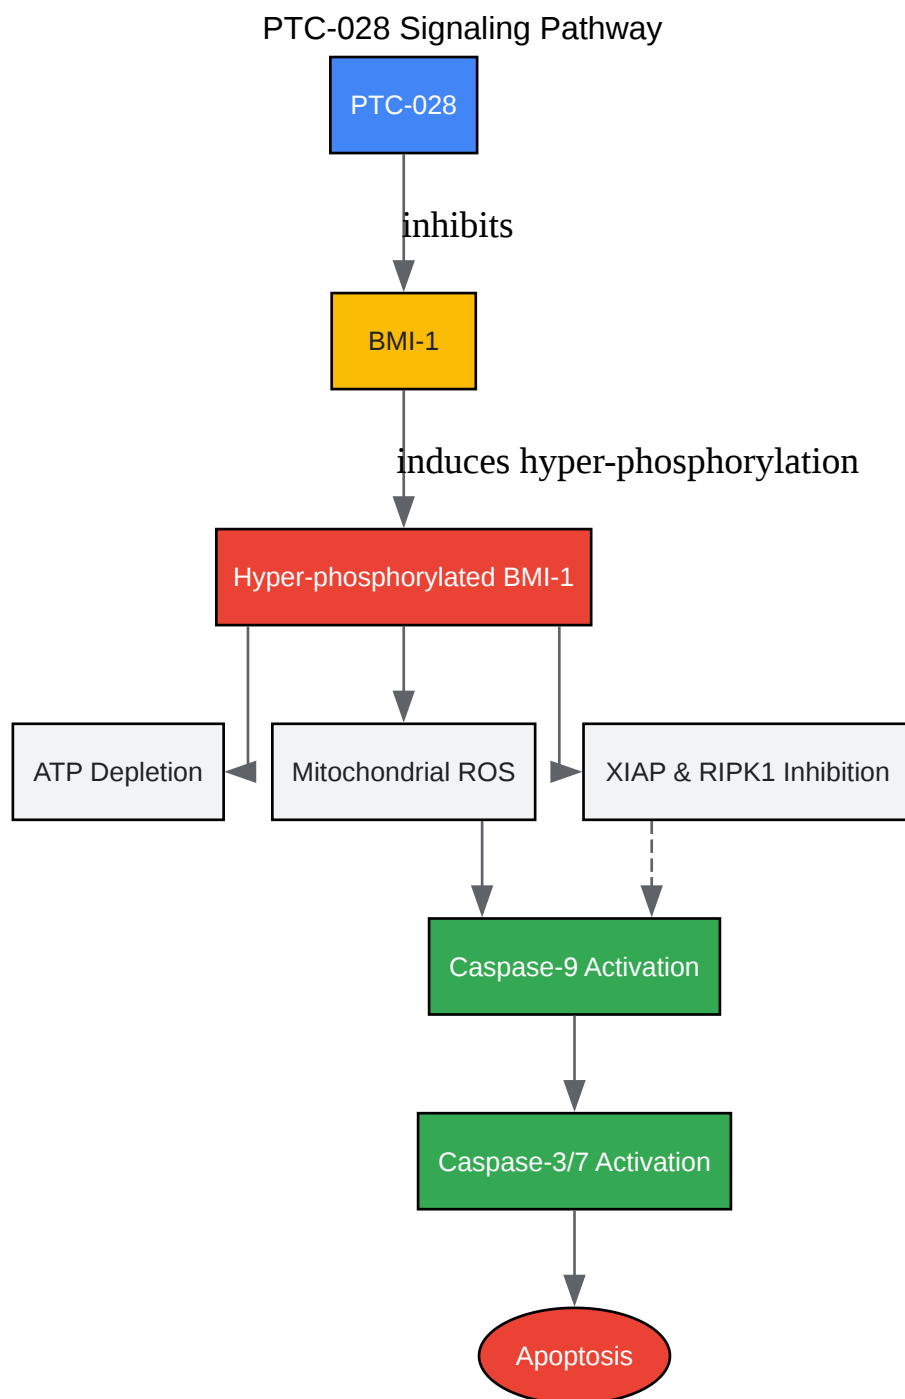 PTC-028 Signaling Pathway
PTC-028
inhibits
BMI-1
induces hyper-phosphorylation
Hyper-phosphorylated BMI-1
ATP Depletion
Mitochondrial ROS
XIAP & RIPK1 Inhibition
Caspase-9 Activation
Caspase-3/7 Activation
Apoptosis